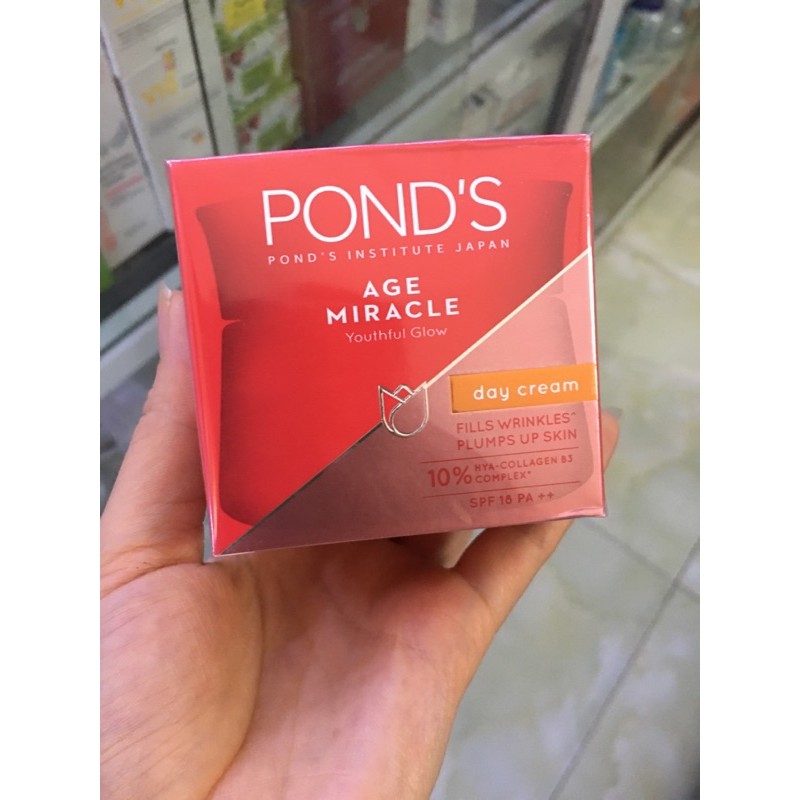 POND'S
POND'S INSTITUTE JAPAN
AGE
MIRACLE
Youthful Glow
day cream
FILLS WRINKLES^
PLUMPS UP SKIN
10% HYA-COLLAGEN B3
COMPLEX*
SPF 18 PA ++